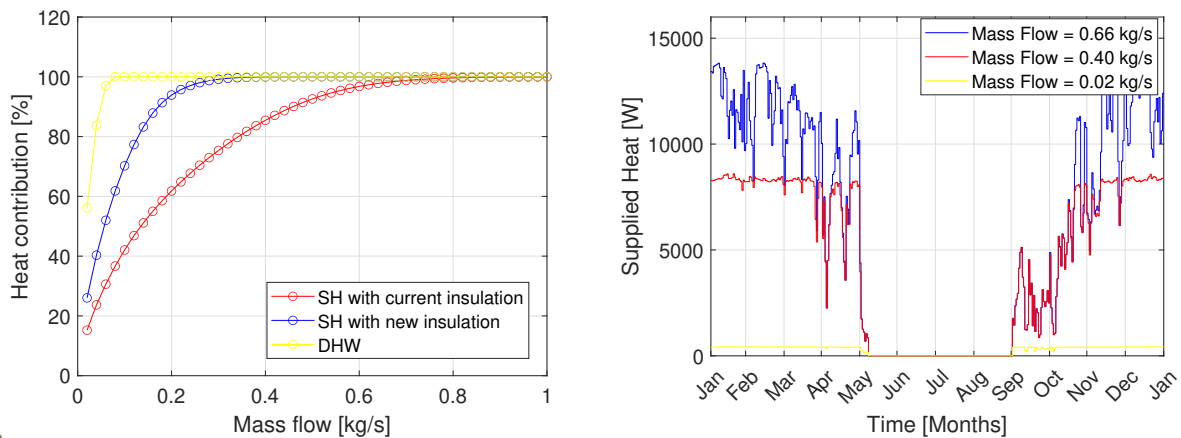 120
100
80
60
40
20
0
Heat contribution [%]
0 0.2 0.4 0.6 0.8 1
Mass flow [kg/s]
SH with current insulation
SH with new insulation
DHW
15000
10000
5000
0
Supplied Heat [W]
Jan Feb Mar Apr May Jun Jul Aug Sep Oct Nov Dec Jan
Time [Months]
Mass Flow = 0.66 kg/s
Mass Flow = 0.40 kg/s
Mass Flow = 0.02 kg/s